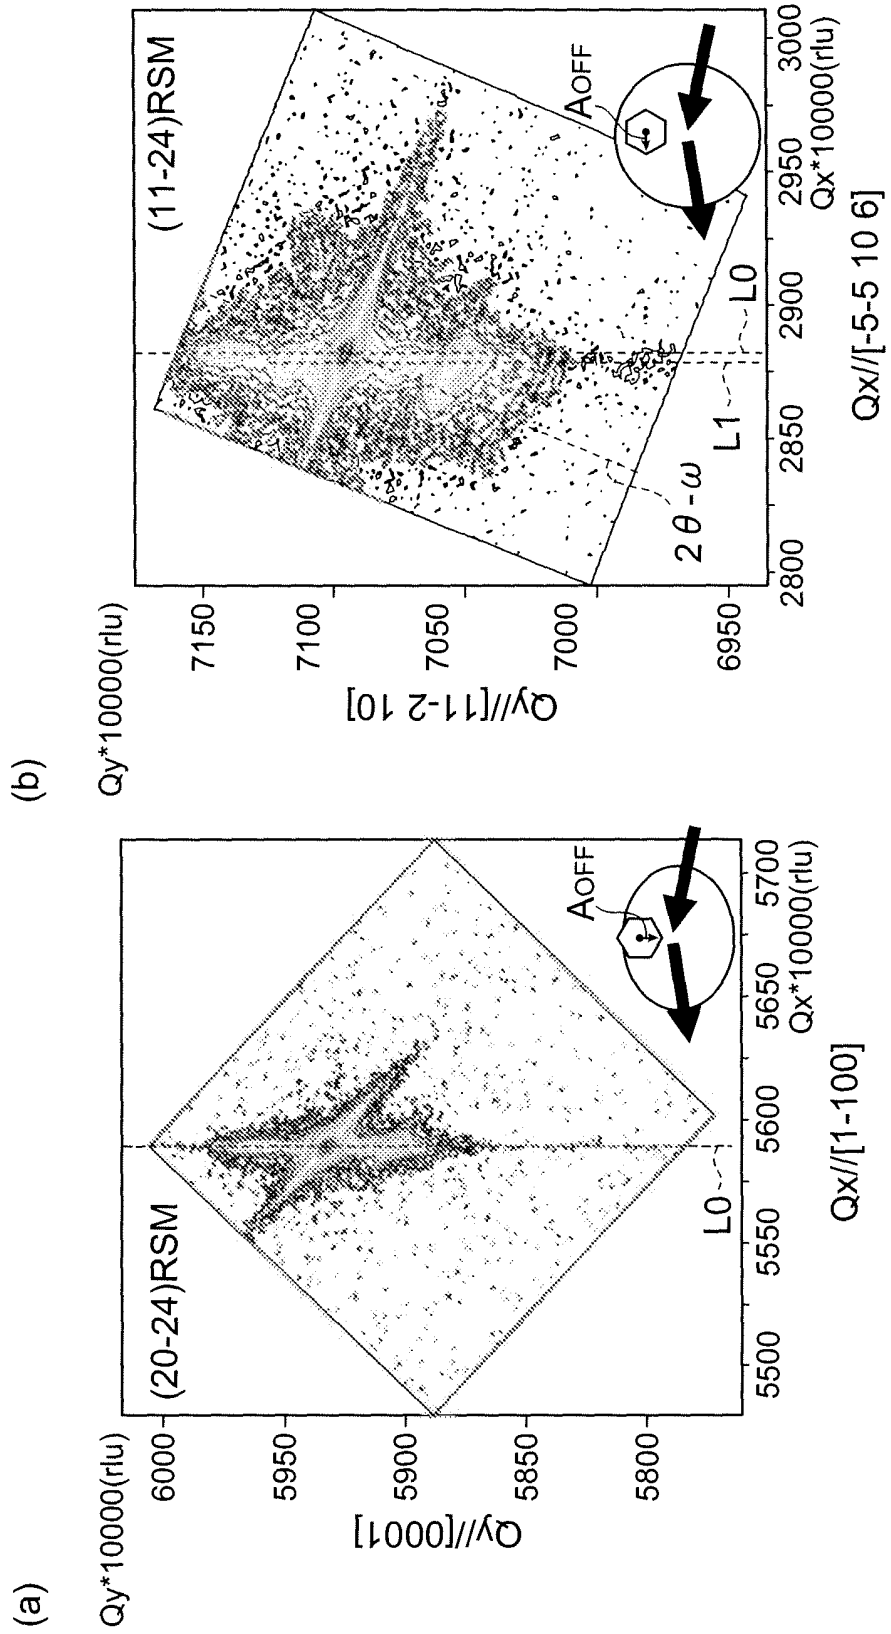 (a)
Qy*10000(rlu)
(20-24)RSM
6000
5950
5900
5850
5800
Qy//[0001]
AOFF
L0
5500
5550
5600
5650
5700
Qx*10000(rlu)
Qx//[1-100]
(b)
Qy*10000(rlu)
(11-24)RSM
7150
7100
7050
7000
6950
Qy//[11-2 10]
AOFF
2θ-ω
L1
L0
2800
2850
2900
2950
3000
Qx*10000(rlu)
Qx//[-5-5 10 6]